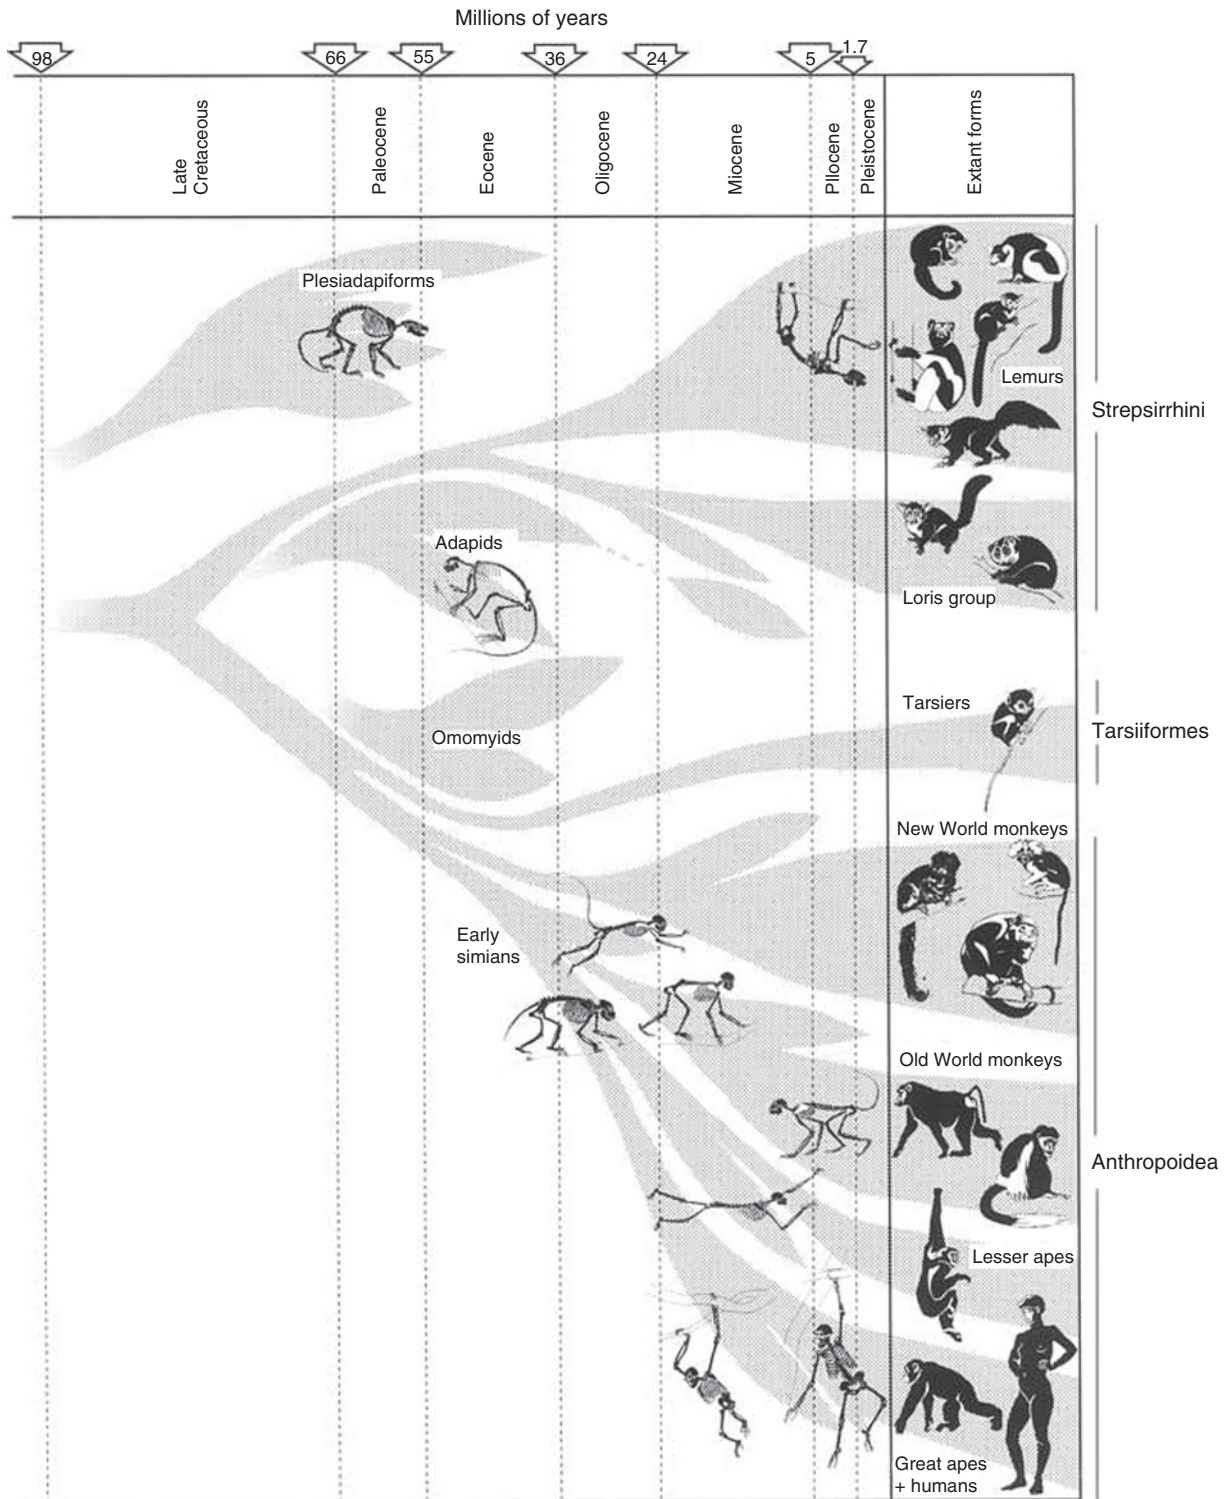 Millions of years
98
66
55
36
24
5
1.7
Late
Cretaceous
Paleocene
Eocene
Oligocene
Miocene
Pliocene
Pleistocene
Extant forms
Plesiadapiforms
Lemurs
Strepsirrhini
Adapids
Loris group
Tarsiers
Tarsiiformes
Omomyids
New World monkeys
Early
simians
Old World monkeys
Anthropoidea
Lesser apes
Great apes
+ humans